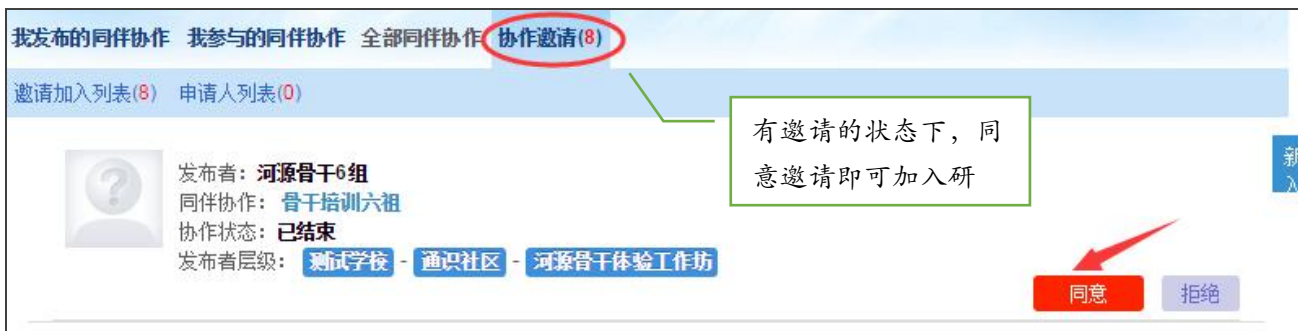 我发布的同伴协作 我参与的同伴协作 全部同伴协作 协作邀请(8)
邀请加入列表(8) 申请人列表(0)
有邀请的状态下，同
意邀请即可加入研
发布者：河源骨干6组
同伴协作：骨干培训六祖
协作状态：已结束
发布者层级：测试学校 - 通识社区 - 河源骨干体验工作坊
同意 拒绝